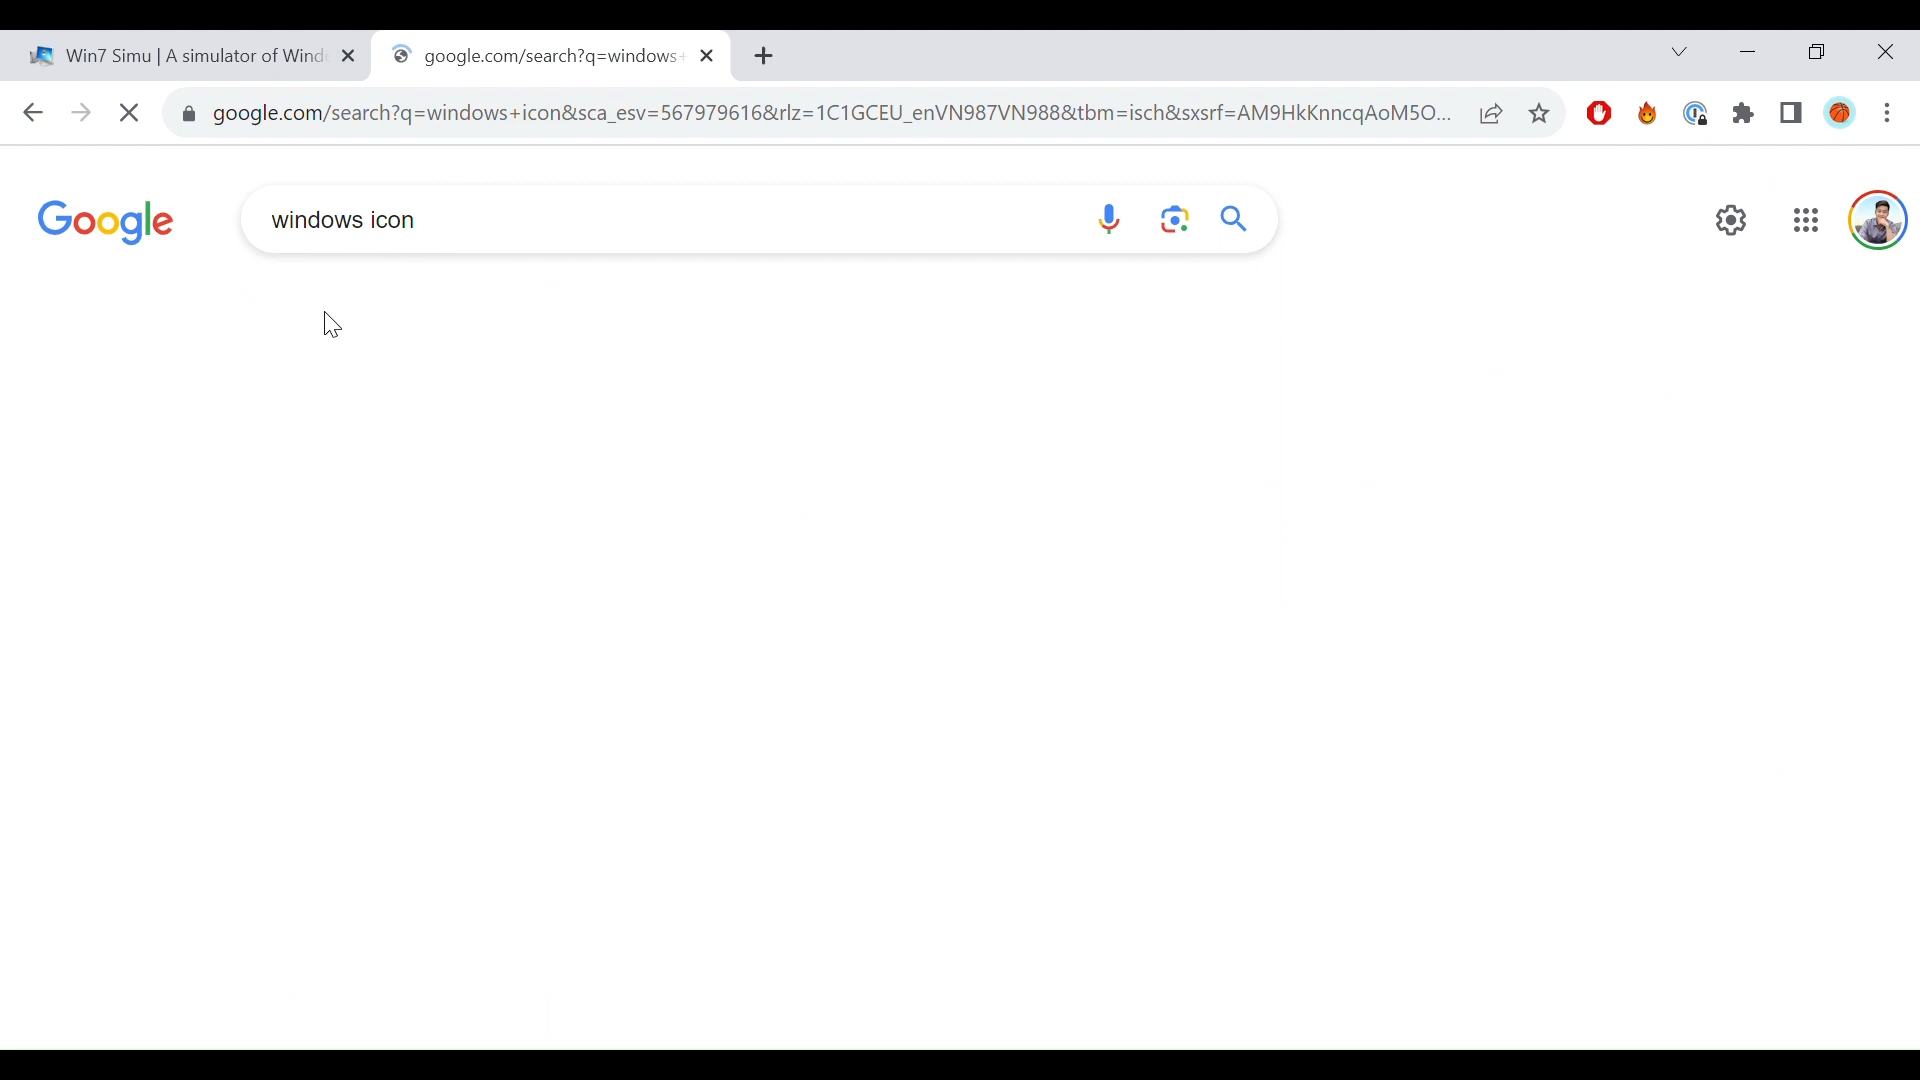 Win7 Simu | A simulator of Wind
google.com/search?q=windows+
google.com/search?q=windows+icon&sca_esv=567979616&rlz=1C1GCEU_enVN987VN988&tbm=isch&sxsrf=AM9HkKnncqAoM5O...
Google
windows icon